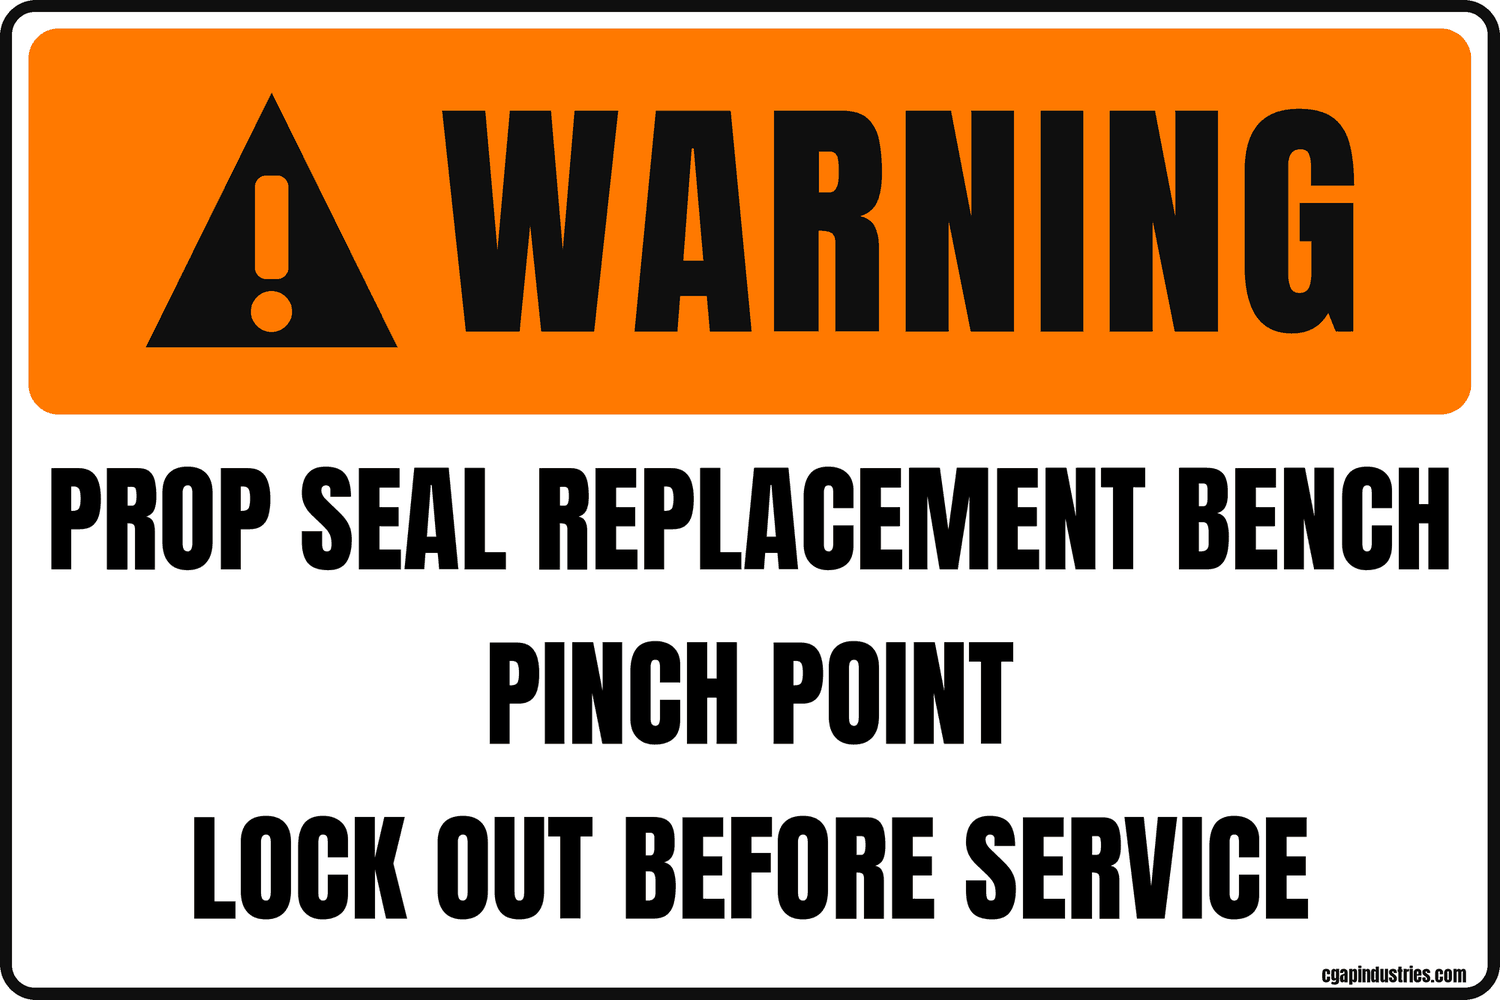 WARNING
PROP SEAL REPLACEMENT BENCH
PINCH POINT
LOCK OUT BEFORE SERVICE
cgapindustries.com